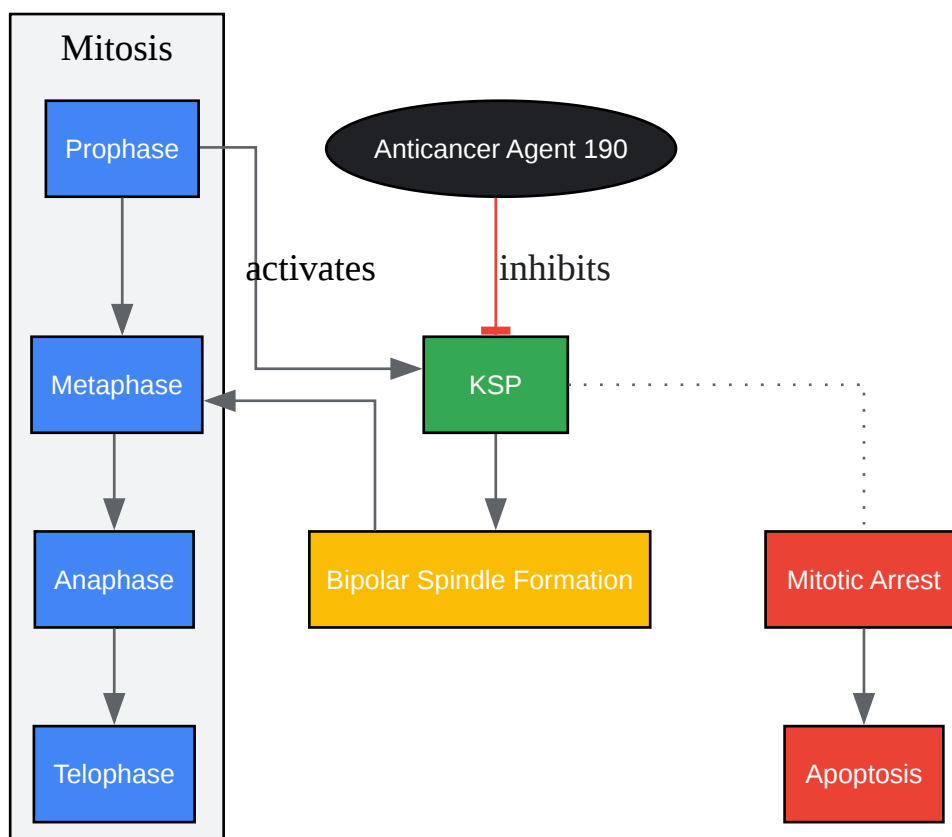 Mitosis
Prophase
Anticancer Agent 190
activates
inhibits
Metaphase
KSP
Anaphase
Bipolar Spindle Formation
Mitotic Arrest
Telophase
Apoptosis